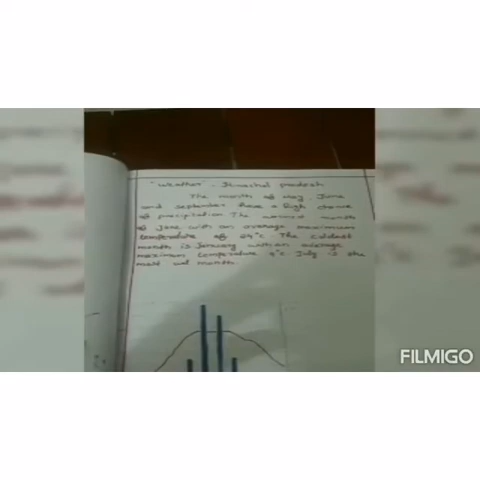 "Weather" - Himachal pradesh
The month of May, June
and september have a high chance
of precipitation. The warmest month
of June with an average maximum
temperature of 24°c. The coldest
month is January with an average
maximum temperature 4°c. July is the
most wet month.
FILMIGO